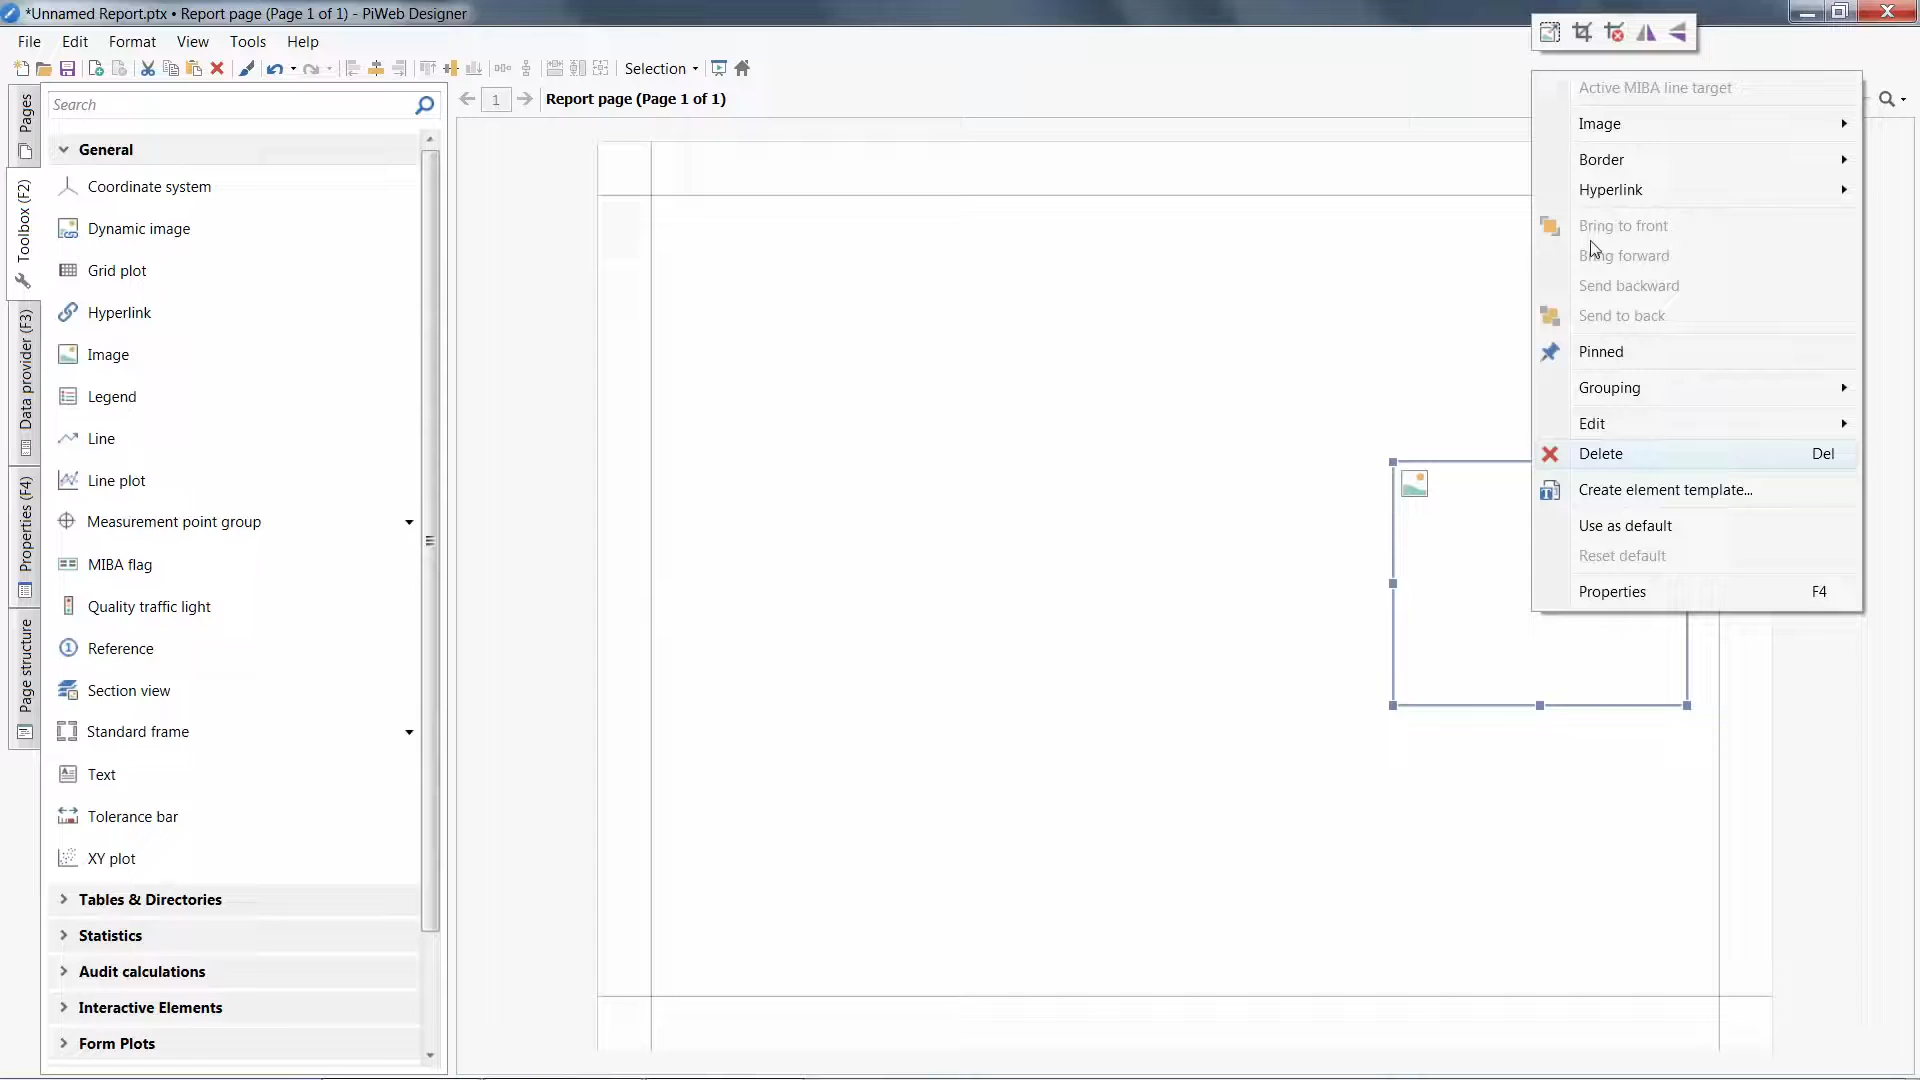 *Unnamed Report.ptx • Report page (Page 1 of 1) - PiWeb Designer
File Edit Format View Tools Help
Selection
Search
1
Report page (Page 1 of 1)
Pages
Toolbox (F2)
Data provider (F3)
Properties (F4)
Page structure
General
Coordinate system
Dynamic image
Grid plot
Hyperlink
Image
Legend
Line
Line plot
Measurement point group
MIBA flag
Quality traffic light
Reference
Section view
Standard frame
Text
Tolerance bar
XY plot
Tables & Directories
Statistics
Audit calculations
Interactive Elements
Form Plots
Active MIBA line target
Image
Border
Hyperlink
Bring to front
Bring forward
Send backward
Send to back
Pinned
Grouping
Edit
Delete Del
Create element template...
Use as default
Reset default
Properties F4